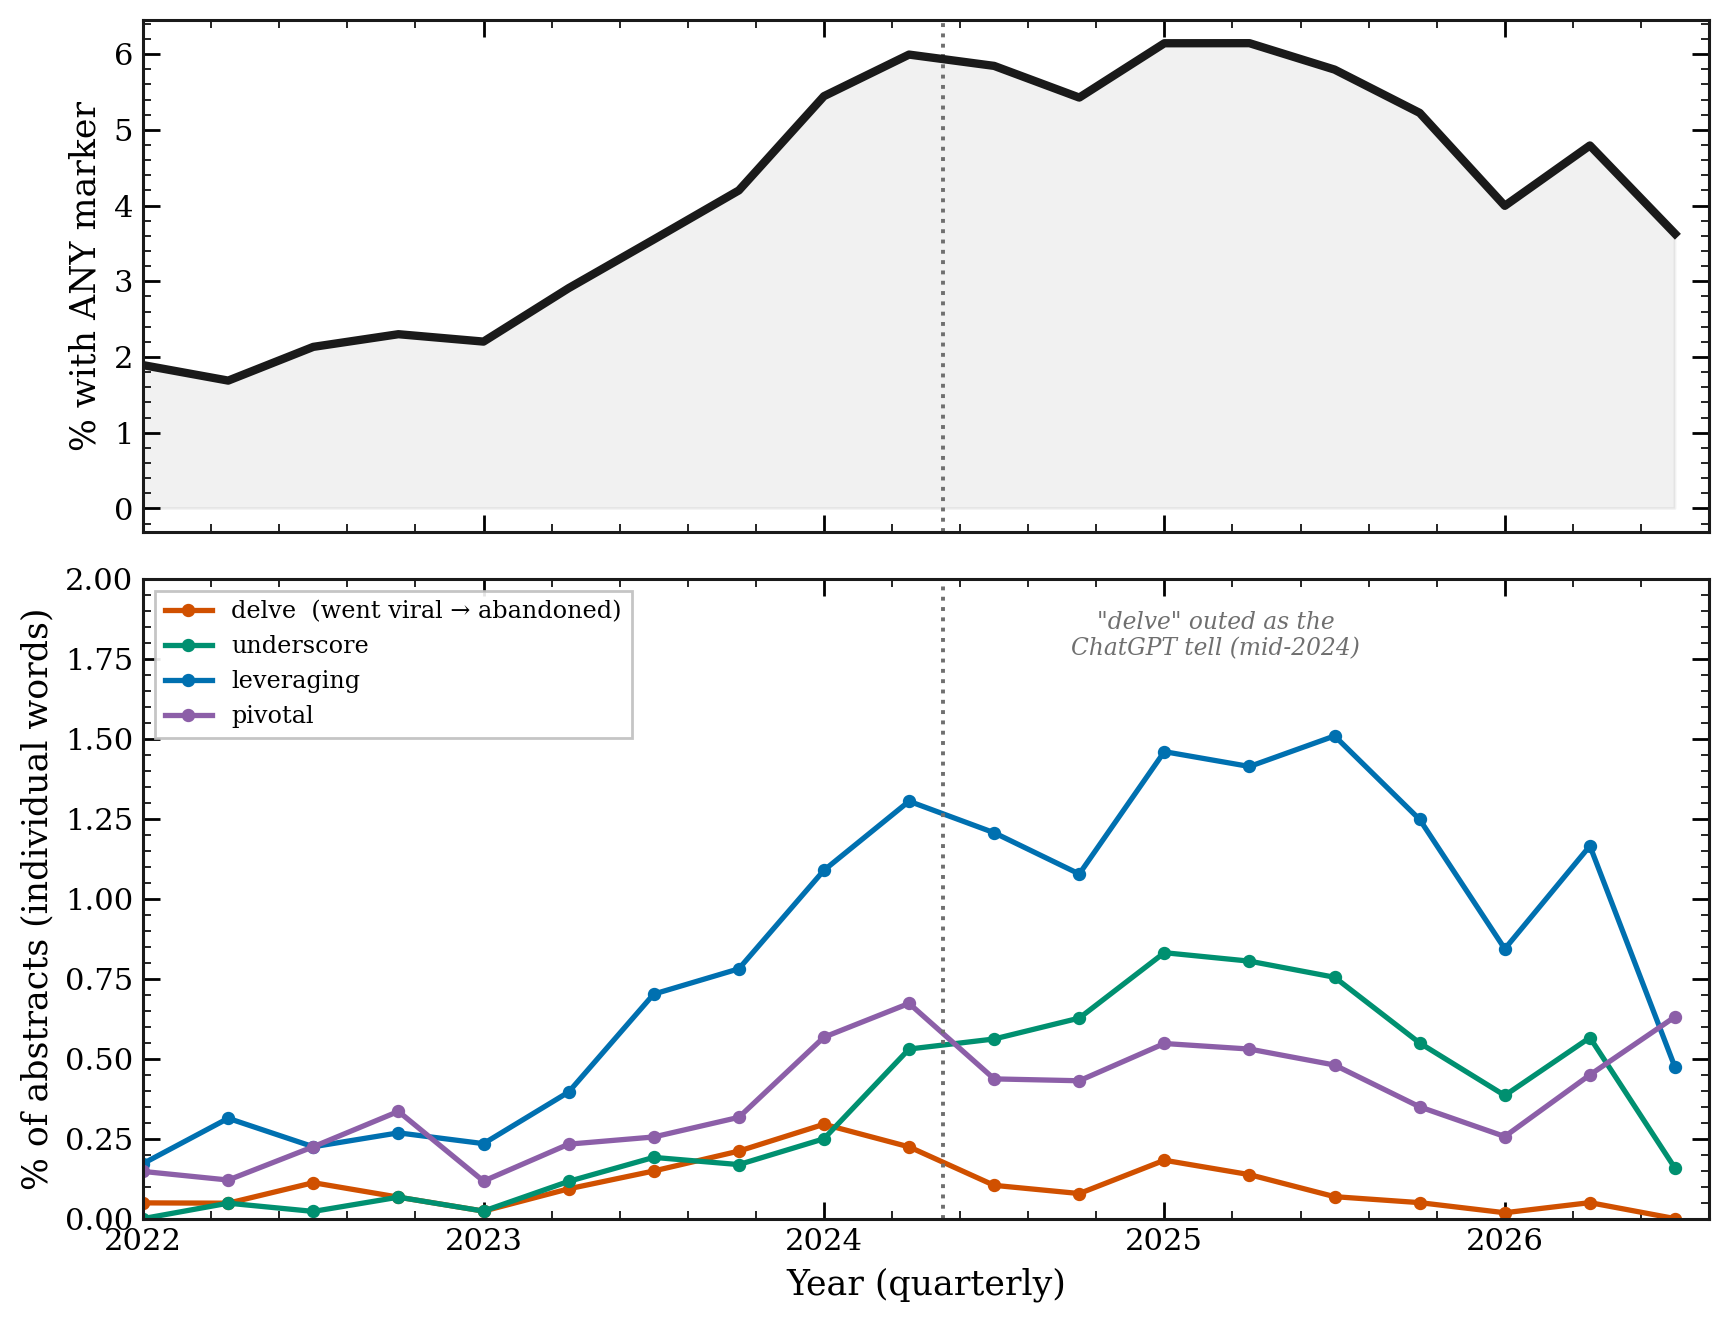 6
5
4
3
2
1
0
% with ANY marker
2.00
1.75
1.50
1.25
1.00
0.75
0.50
0.25
0.00
% of abstracts (individual words)
delve (went viral → abandoned)
underscore
leveraging
pivotal
"delve" outed as the
ChatGPT tell (mid-2024)
2022 2023 2024 2025 2026
Year (quarterly)